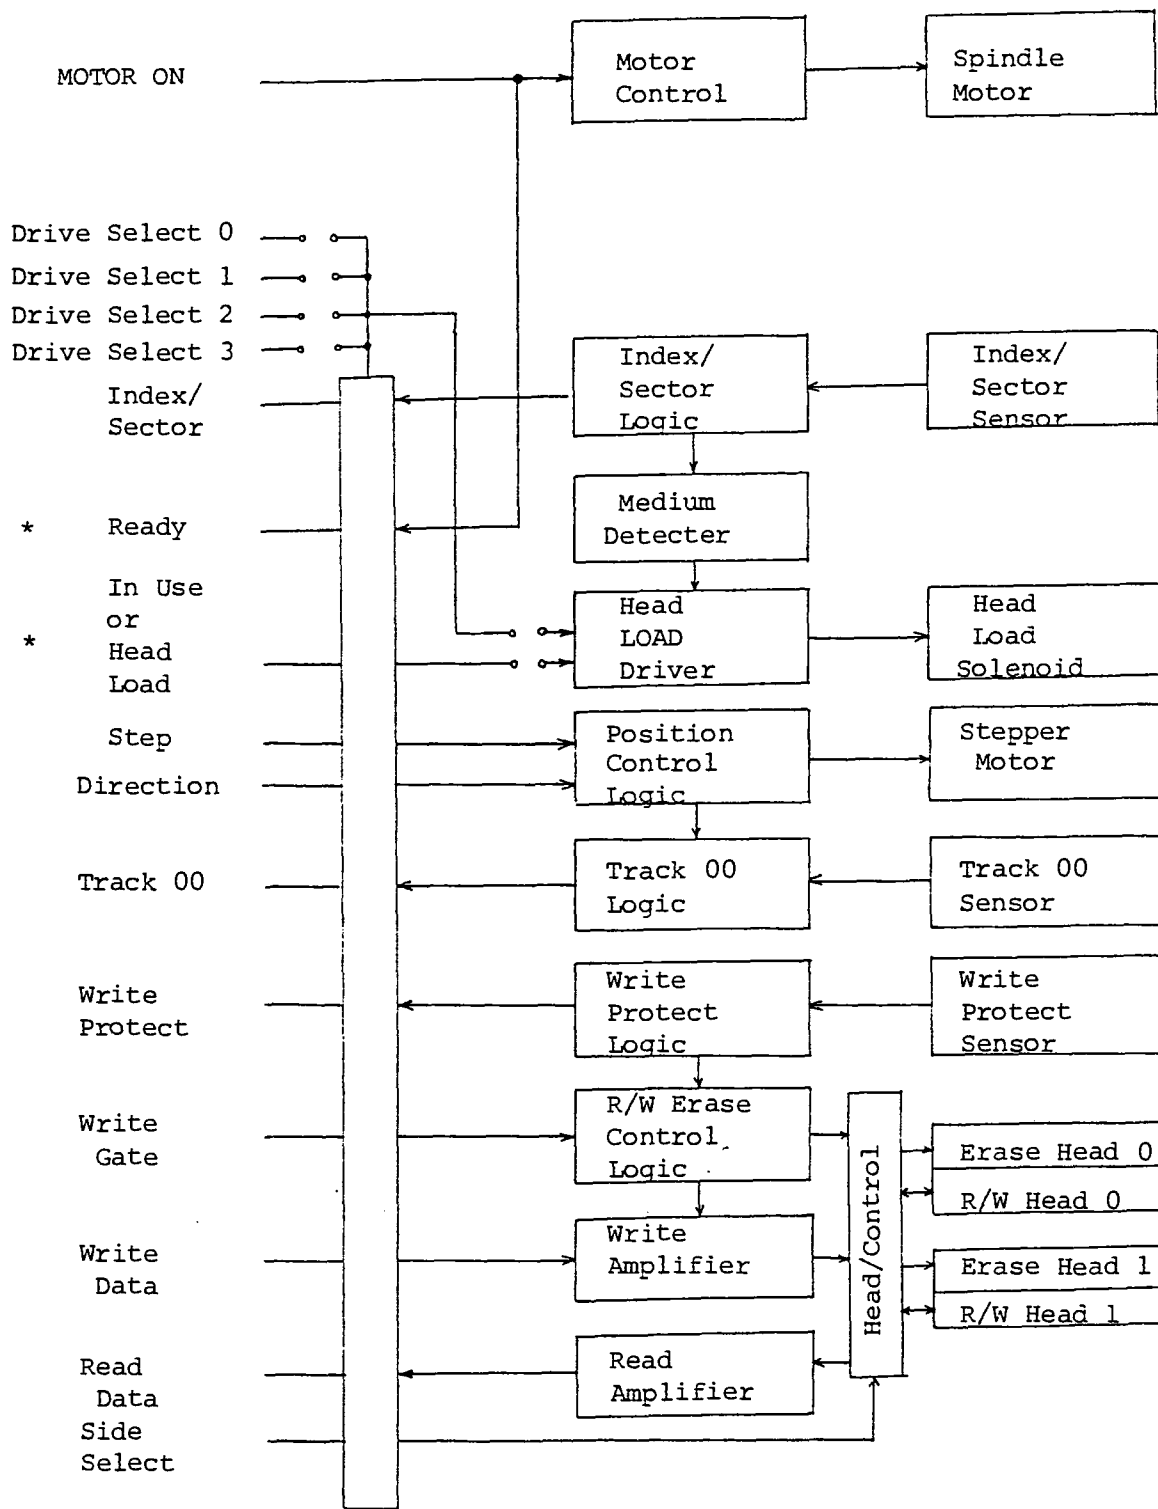 MOTOR ON
Motor
Control
Spindle
Motor
Drive Select 0
Drive Select 1
Drive Select 2
Drive Select 3
Index/
Sector
Index/
Sector
Logic
Index/
Sector
Sensor
* Ready
Medium
Detecter
In Use
or
* Head
Load
Head
LOAD
Driver
Head
Load
Solenoid
Step
Direction
Position
Control
Logic
Stepper
Motor
Track 00
Track 00
Logic
Track 00
Sensor
Write
Protect
Write
Protect
Logic
Write
Protect
Sensor
Write
Gate
R/W Erase
Control
Logic
Head/Control
Erase Head 0
R/W Head 0
Write
Data
Write
Amplifier
Erase Head 1
R/W Head 1
Read
Data
Read
Amplifier
Side
Select